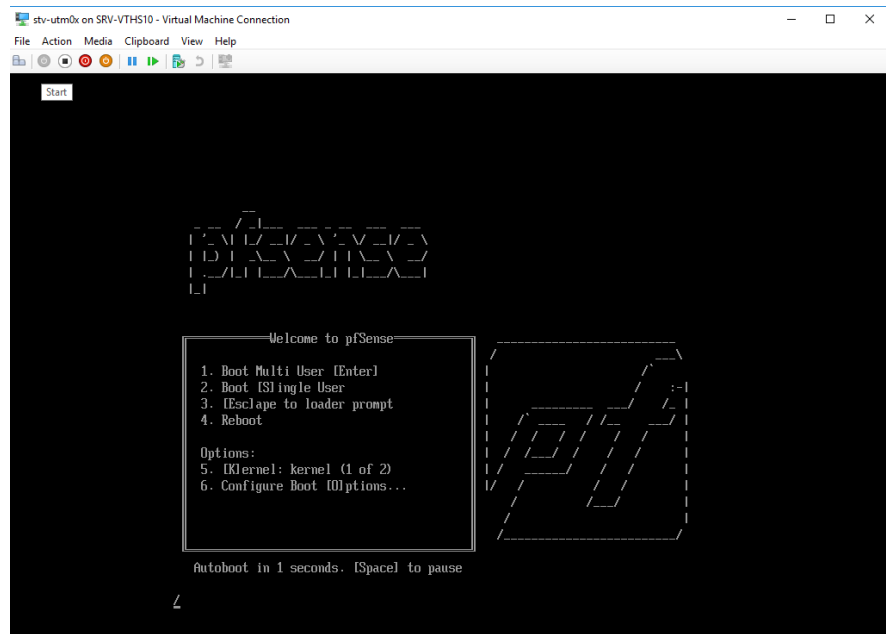 stv-utm0x on SRV-VTHS10 - Virtual Machine Connection
File Action Media Clipboard View Help
Start
pfsense
Welcome to pfSense
1. Boot Multi User [Enter]
2. Boot [S]ingle User
3. [Esc]ape to loader prompt
4. Reboot
Options:
5. [K]ernel: kernel (1 of 2)
6. Configure Boot [O]ptions...
pf
Autoboot in 1 seconds. [Space] to pause
/